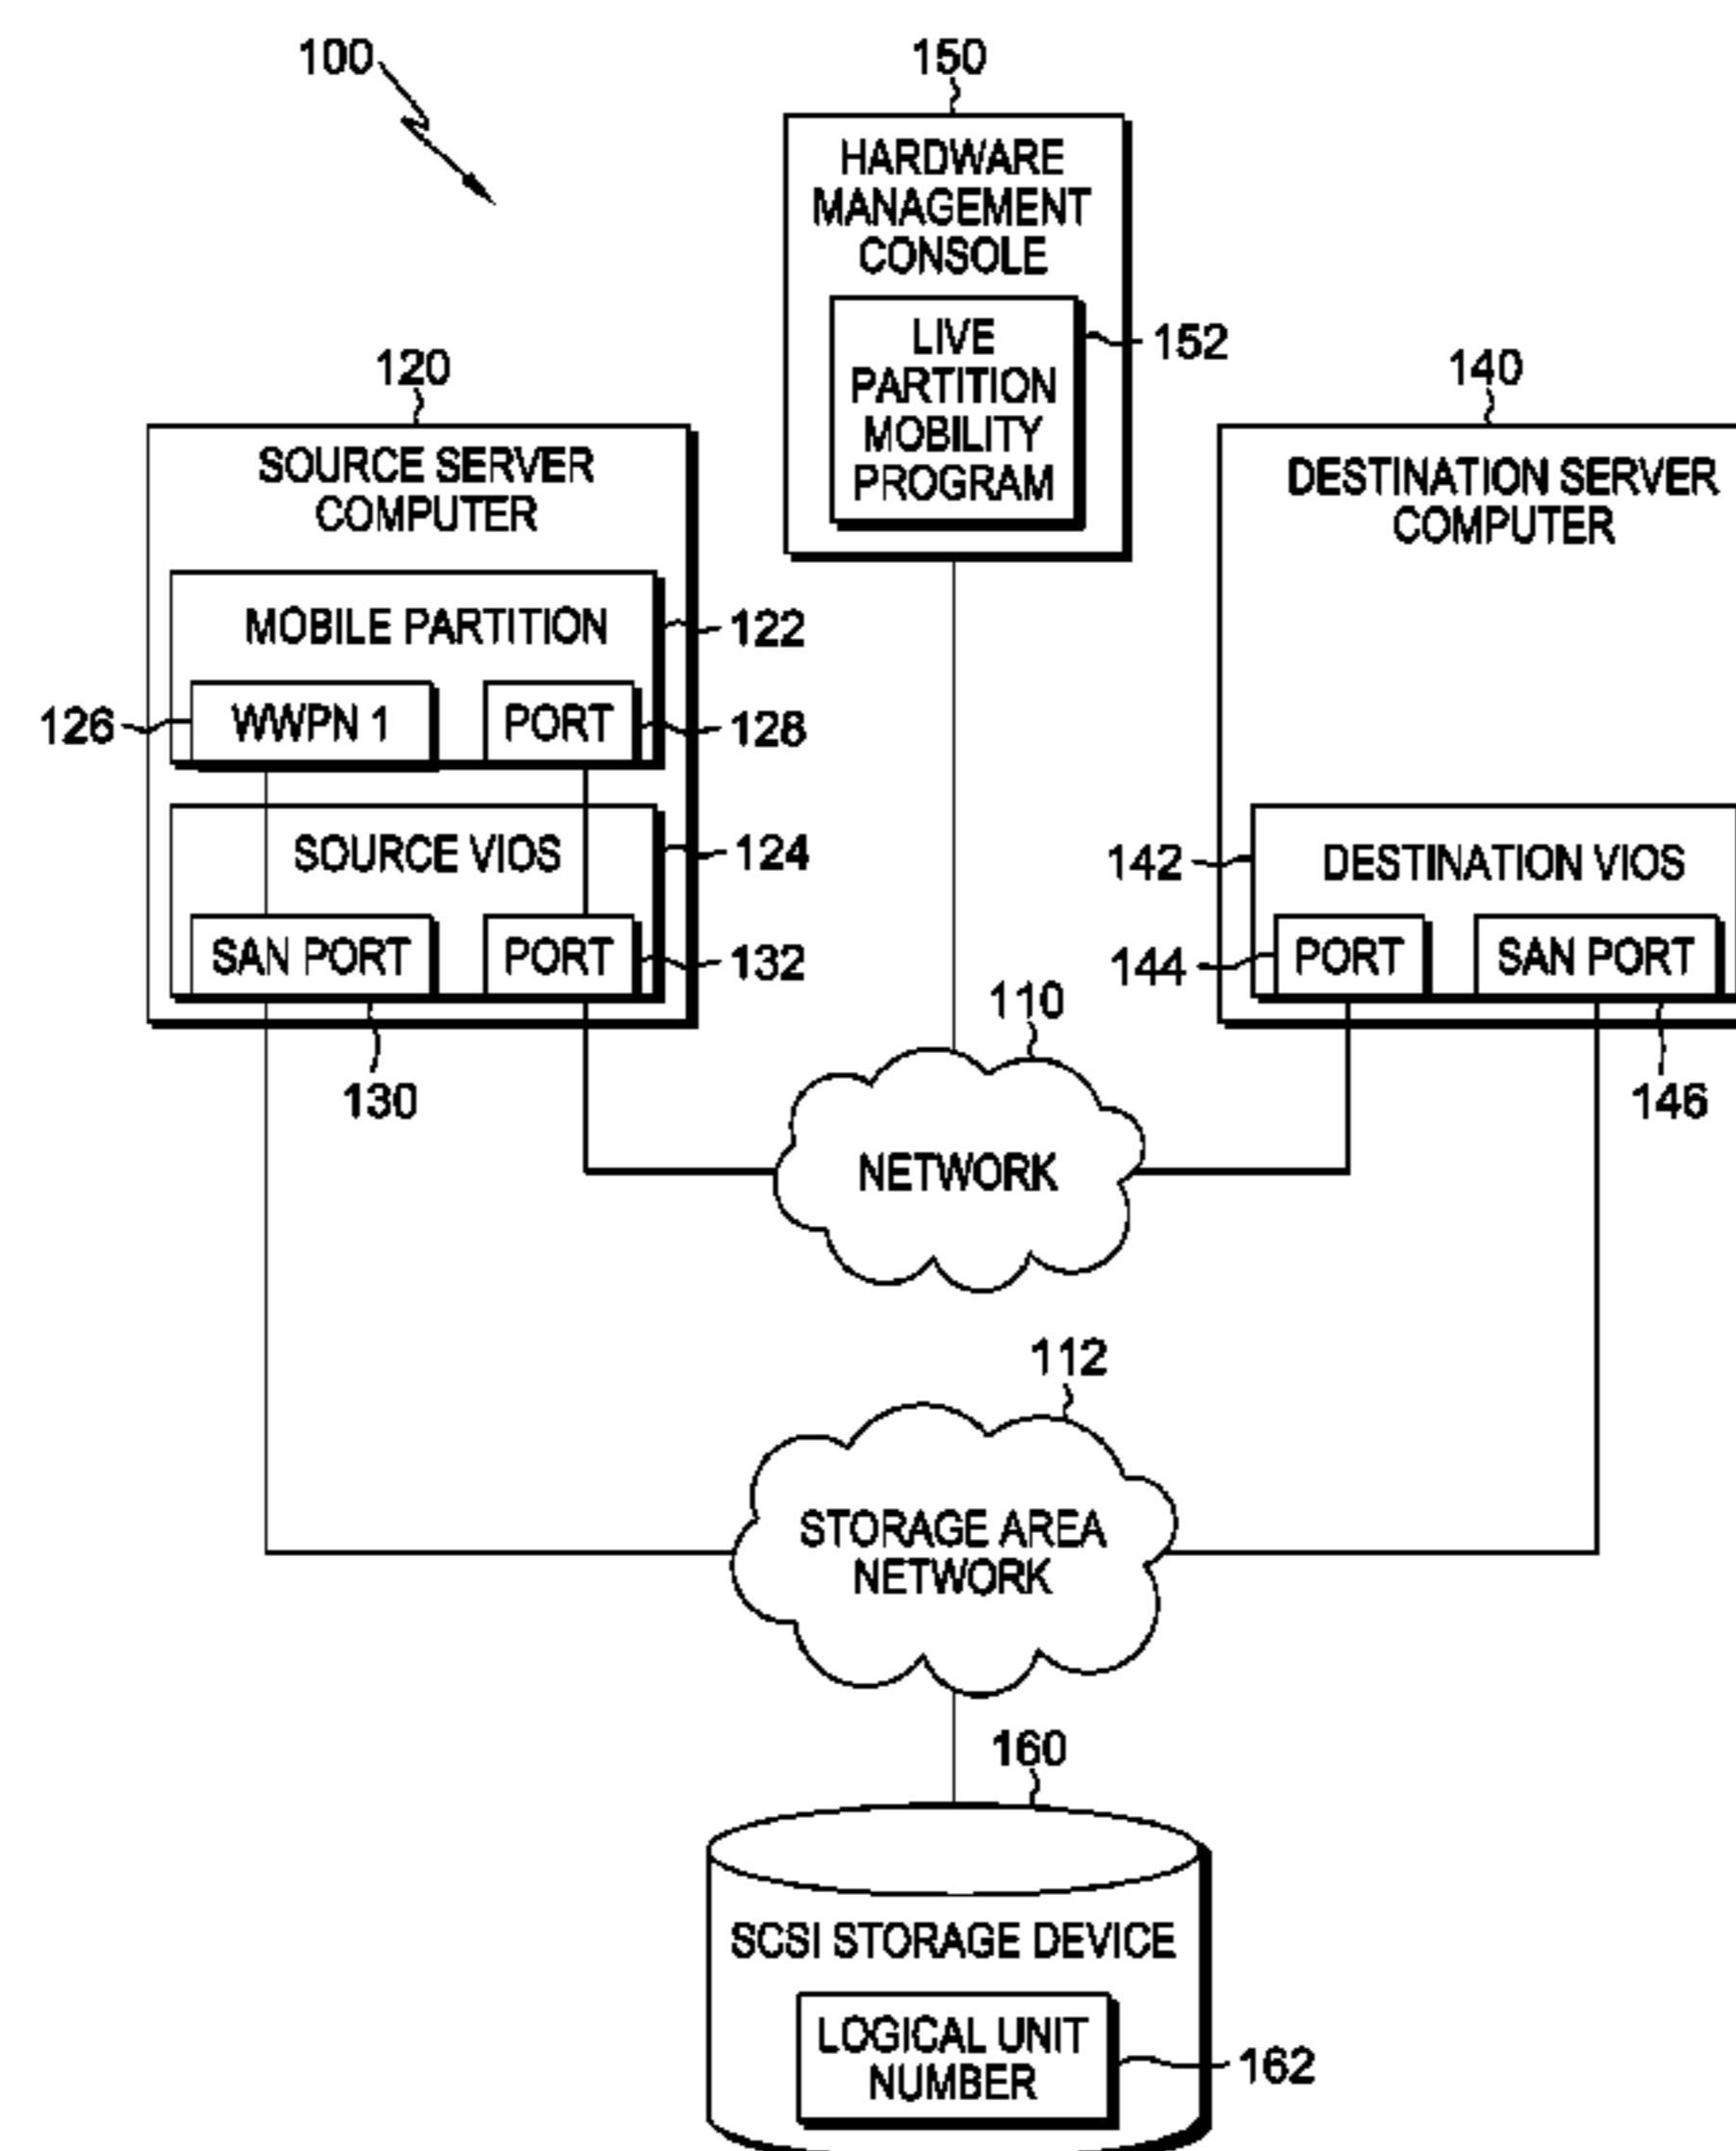 100
150
HARDWARE
MANAGEMENT
CONSOLE
LIVE
PARTITION
MOBILITY
PROGRAM
152
120
SOURCE SERVER
COMPUTER
MOBILE PARTITION
122
126
WWPN 1
PORT
128
SOURCE VIOS
124
SAN PORT
PORT
132
130
140
DESTINATION SERVER
COMPUTER
142
DESTINATION VIOS
144
PORT
SAN PORT
146
110
NETWORK
112
STORAGE AREA
NETWORK
160
SCSI STORAGE DEVICE
LOGICAL UNIT
NUMBER
162